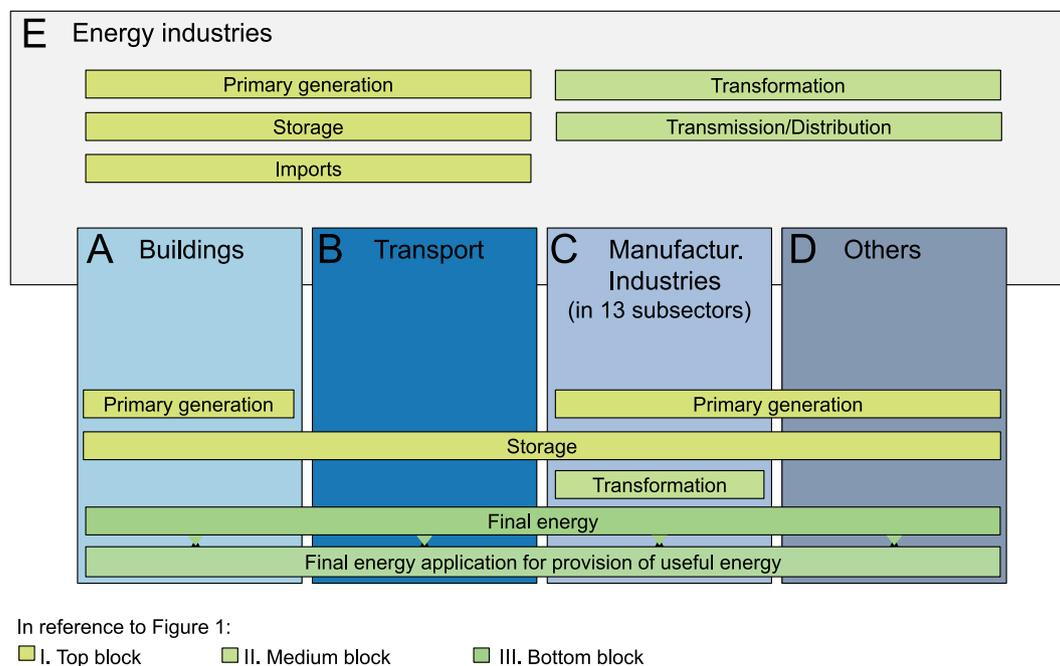 E Energy industries
Primary generation
Transformation
Storage
Transmission/Distribution
Imports
A Buildings
B Transport
C Manufactur.
Industries
(in 13 subsectors)
D Others
Primary generation
Primary generation
Storage
Transformation
Final energy
Final energy application for provision of useful energy
In reference to Figure 1:
I. Top block
II. Medium block
III. Bottom block